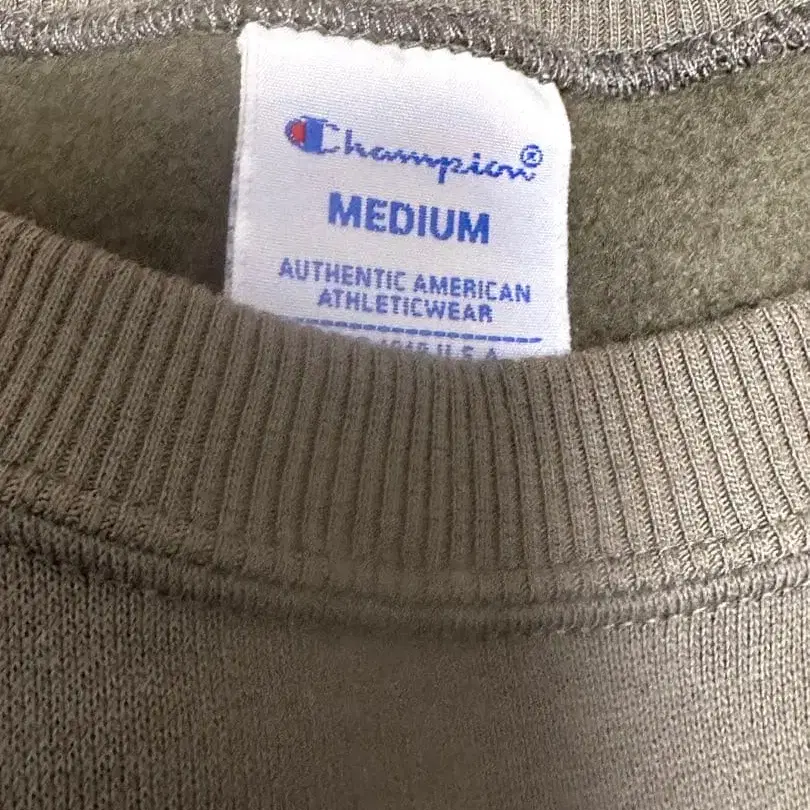 Champion®
MEDIUM
AUTHENTIC AMERICAN
ATHLETICWEAR
U.S.A.